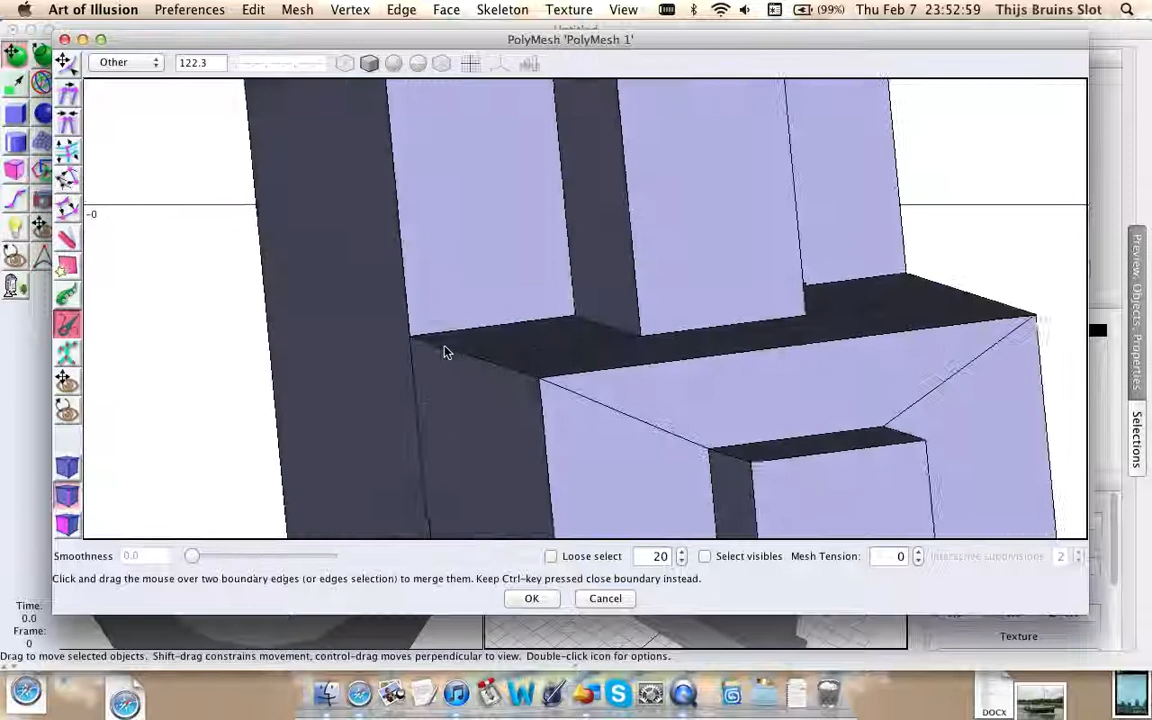 Art of Illusion Preferences Edit Mesh Vertex Edge Face Skeleton Texture View (99%) Thu Feb 7 23:52:59 Thijs Bruins Slot
PolyMesh 'PolyMesh 1'
Other 122.3
-0
Preview, Objects, Properties
Selections
Smoothness 0.0 Loose select 20 Select visibles Mesh Tension: 0 Interactive subdivisions 2
Click and drag the mouse over two boundary edges (or edges selection) to merge them. Keep Ctrl-key pressed close boundary instead.
OK Cancel
Time:
0.0
Frame:
0
Texture
Drag to move selected objects. Shift-drag constrains movement, control-drag moves perpendicular to view. Double-click icon for options.
DOCX